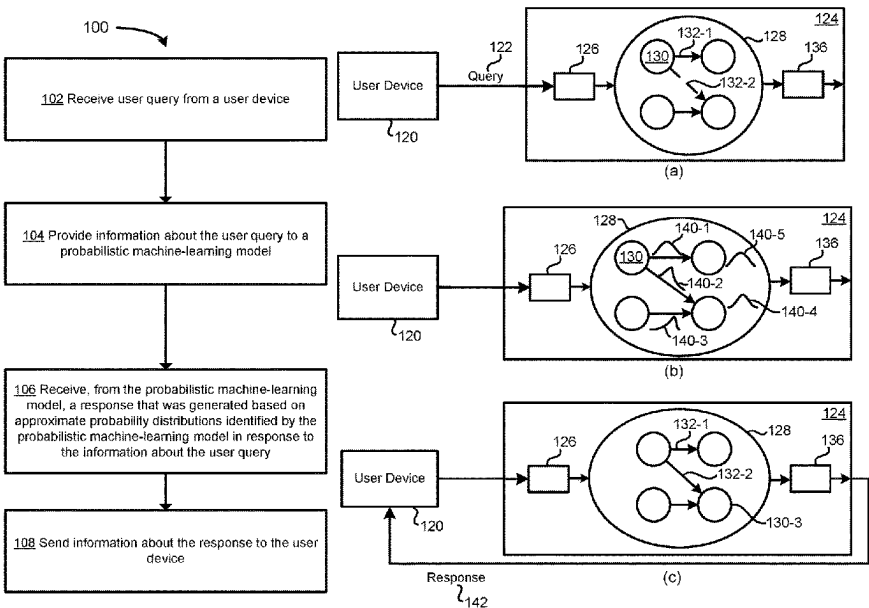 100
102 Receive user query from a user device
104 Provide information about the user query to a
probabilistic machine-learning model
106 Receive, from the probabilistic machine-learning
model, a response that was generated based on
approximate probability distributions identified by the
probabilistic machine-learning model in response to
the information about the user query
108 Send information about the response to the user
device
User Device
120
122
Query
126
130
132-1
132-2
128
124
136
(a)
User Device
120
126
128
130
140-1
140-2
140-3
140-5
140-4
124
136
(b)
User Device
120
126
132-1
132-2
128
130-3
124
136
(c)
Response
142